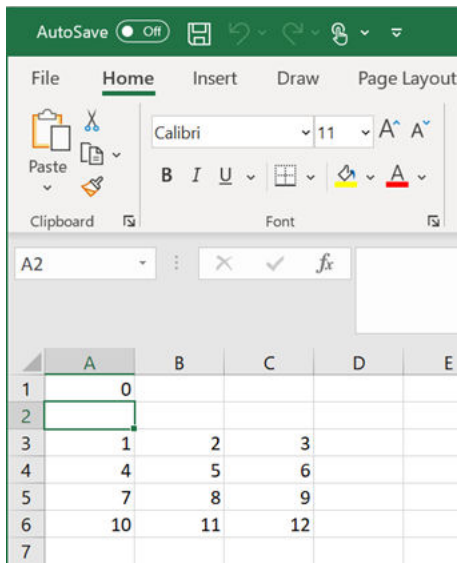 AutoSave Off
File Home Insert Draw Page Layout
Paste
Calibri 11 A A
B I U A
Clipboard Font
A2 fx
A B C D E
1 0
2
3 1 2 3
4 4 5 6
5 7 8 9
6 10 11 12
7